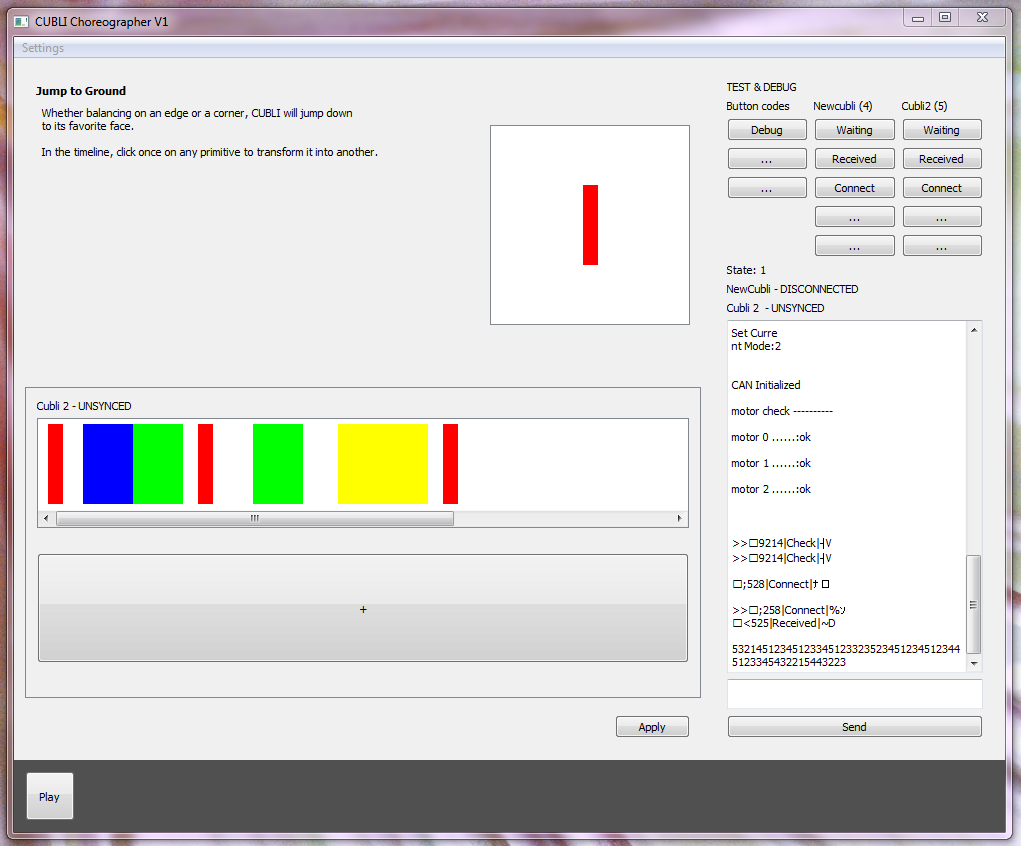 CUBLI Choreographer V1
Settings
Jump to Ground
Whether balancing on an edge or a corner, CUBLI will jump down
to its favorite face.
In the timeline, click once on any primitive to transform it into another.
TEST & DEBUG
Button codes Newcubli (4) Cubli2 (5)
Debug Waiting Waiting
... Received Received
... Connect Connect
... ...
... ...
State: 1
NewCubli - DISCONNECTED
Cubli 2 - UNSYNCED
Set Curre
nt Mode:2
CAN Initialized
motor check ----------
motor 0 ......:ok
motor 1 ......:ok
motor 2 ......:ok
>>□9214|Check|┤V
>>□9214|Check|┤V
□;528|Connect|† □
>>□;258|Connect|%ソ
□<525|Received|~D
53214512345123345123323523451234512344
5123345432215443223
Send
Cubli 2 - UNSYNCED
+
Apply
Play